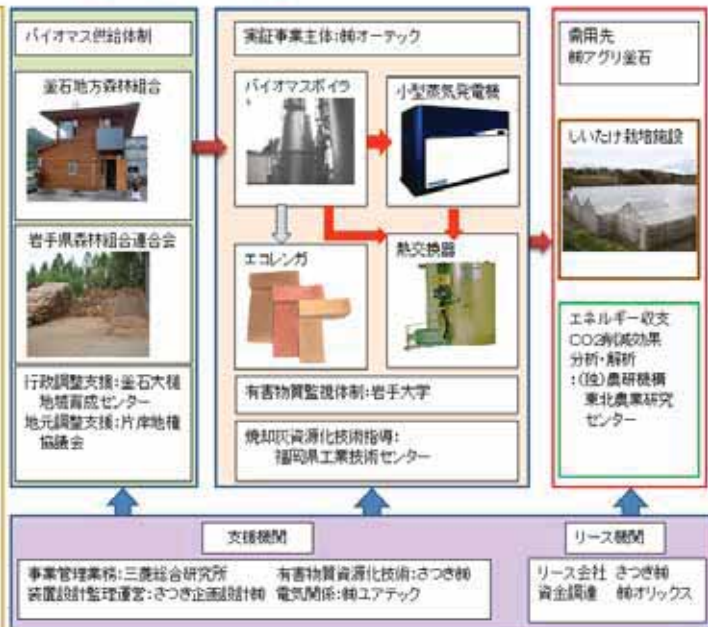 バイオマス供給体制
釜石地方森林組合
岩手県森林組合連合会
行政調整支援:釜石大槌
地域育成センター
地元調整支援:片岸地権
協議会
実証事業主体:㈱オーテック
バイオマスボイラ
小型蒸気発電機
エコレンガ
熱交換器
有害物質監視体制:岩手大学
焼却灰資源化技術指導:
福岡県工業技術センター
需用先
㈱アグリ釜石
しいたけ栽培施設
エネルギー収支
CO2削減効果
分析・解析
:(独)農研機構
東北農業研究
センター
支援機関
事業管理業務:三菱総合研究所
有害物質資源化技術:さつき㈱
装置設計監理運営:さつき企画設計㈱
電気関係:㈱ユアテック
リース機関
リース会社 さつき㈱
資金調達 ㈱オリックス